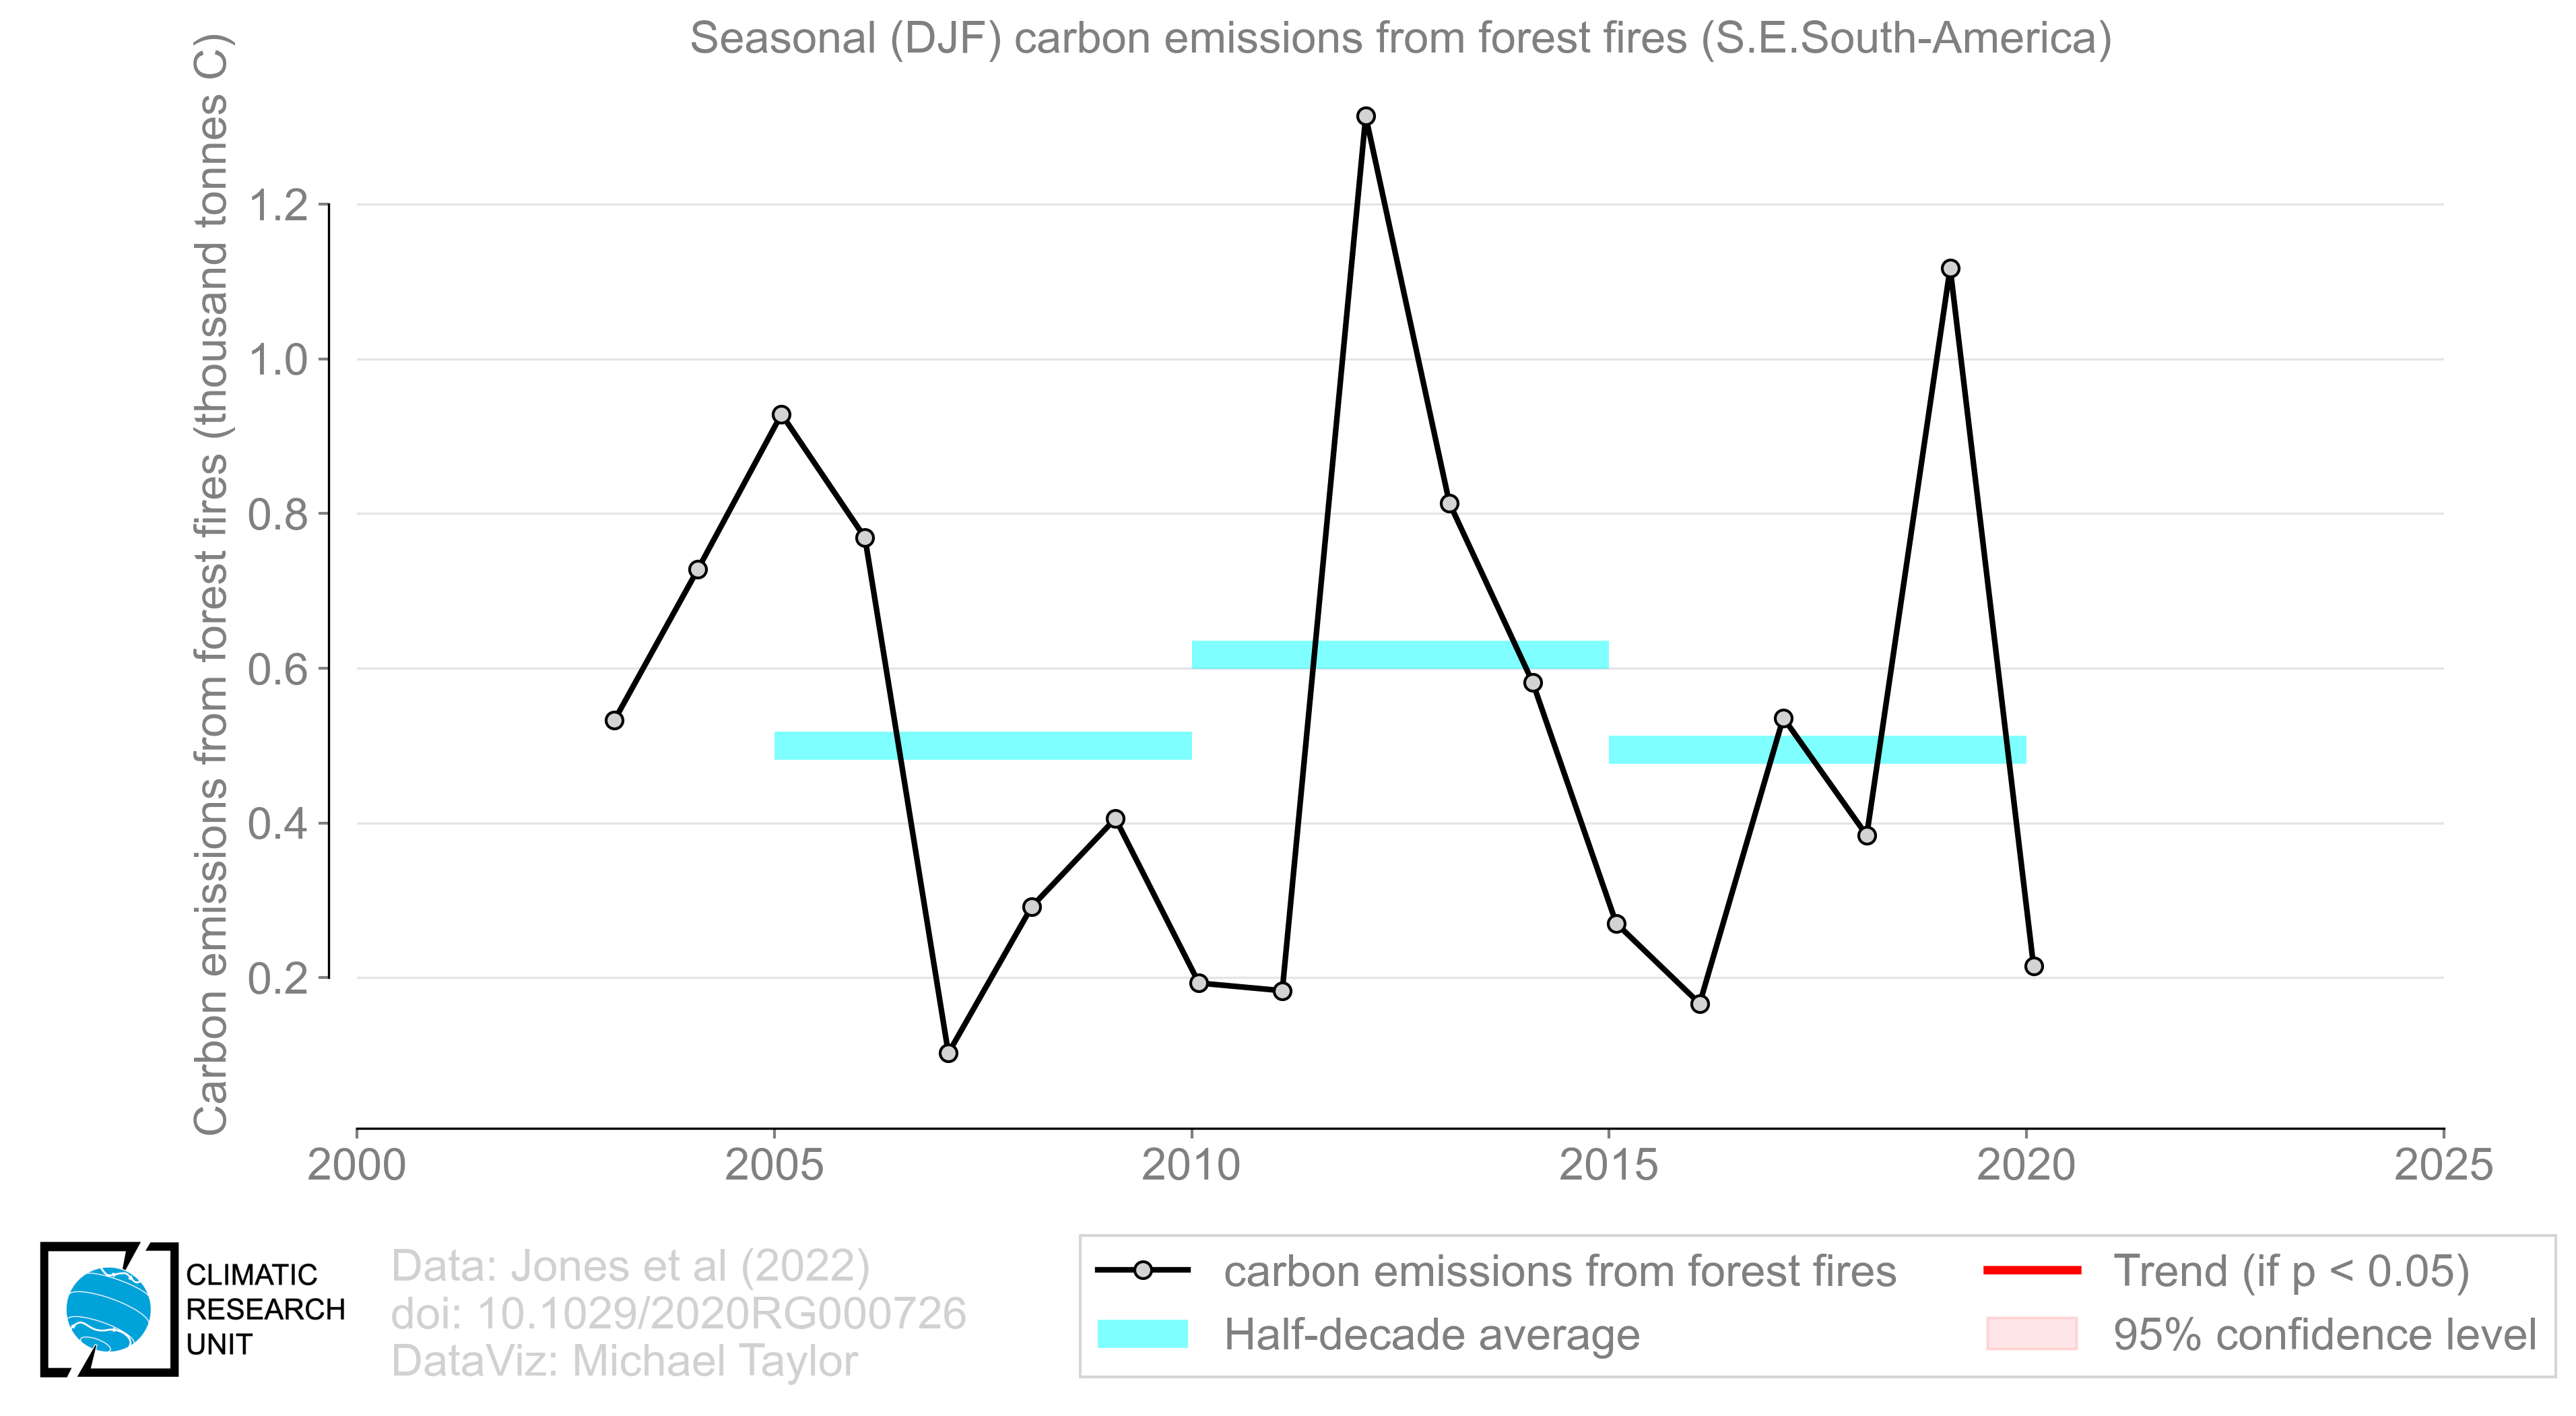 Seasonal (DJF) carbon emissions from forest fires (S.E.South-America)
Carbon emissions from forest fires (thousand tonnes C)
1.2
1.0
0.8
0.6
0.4
0.2
2000 2005 2010 2015 2020 2025
CLIMATIC
RESEARCH
UNIT
Data: Jones et al (2022)
doi: 10.1029/2020RG000726
DataViz: Michael Taylor
carbon emissions from forest fires
Half-decade average
Trend (if p < 0.05)
95% confidence level